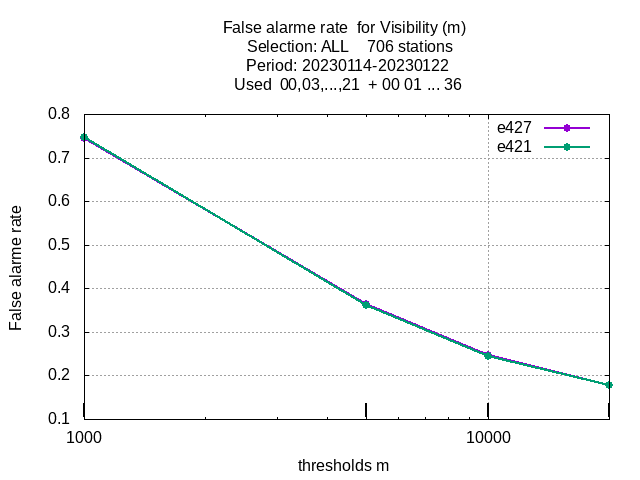 False alarme rate  for Visibility (m)
Selection: ALL    706 stations
Period: 20230114-20230122
Used  00,03,...,21  + 00 01 ... 36
e427
e421
0.8
0.7
0.6
0.5
0.4
0.3
0.2
0.1
False alarme rate
1000
10000
thresholds m